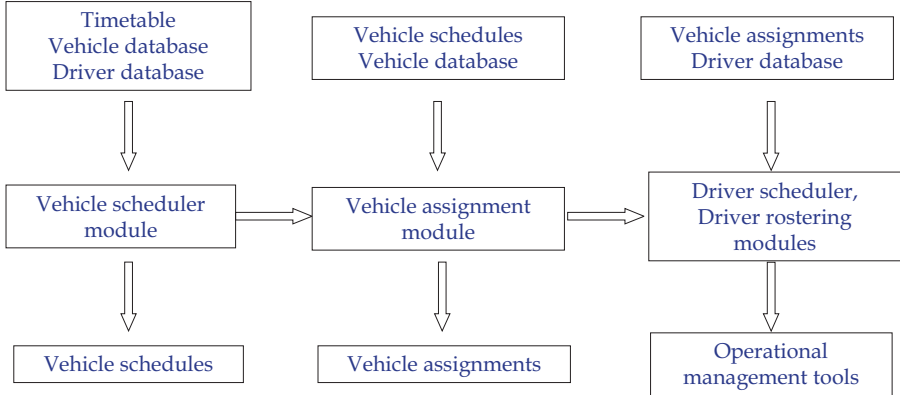 Timetable
Vehicle database
Driver database
Vehicle schedules
Vehicle database
Vehicle assignments
Driver database
Vehicle scheduler
module
Vehicle assignment
module
Driver scheduler,
Driver rostering
modules
Vehicle schedules
Vehicle assignments
Operational
management tools